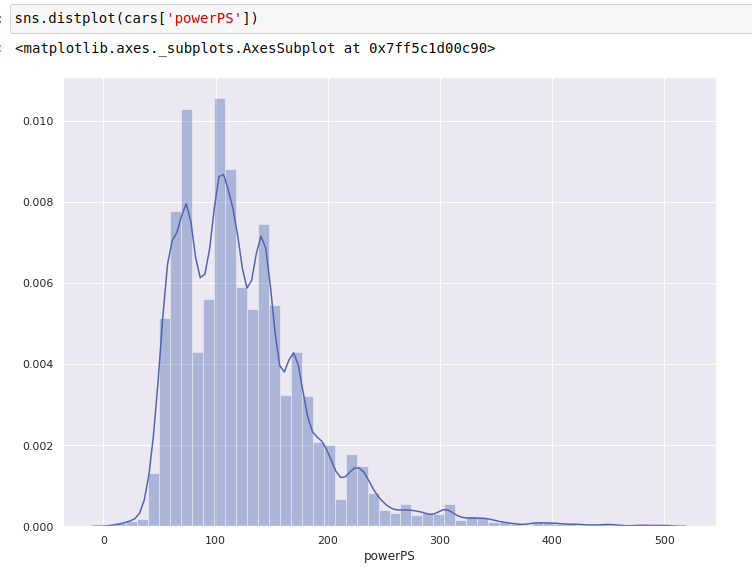 sns.distplot(cars['powerPS'])
<matplotlib.axes._subplots.AxesSubplot at 0x7ff5c1d00c90>
0.010
0.008
0.006
0.004
0.002
0.000
0 100 200 300 400 500
powerPS